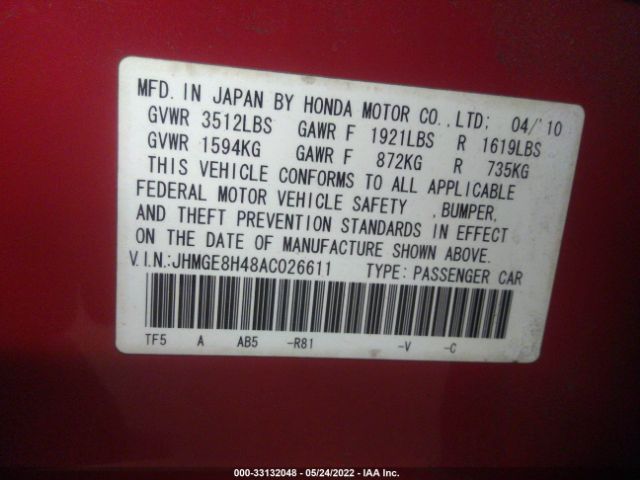 MFD. IN JAPAN BY HONDA MOTOR CO.,LTD; 04/'10
GVWR 3512LBS GAWR F 1921LBS R 1619LBS
GVWR 1594KG GAWR F 872KG R 735KG
THIS VEHICLE CONFORMS TO ALL APPLICABLE
FEDERAL MOTOR VEHICLE SAFETY ,BUMPER,
AND THEFT PREVENTION STANDARDS IN EFFECT
ON THE DATE OF MANUFACTURE SHOWN ABOVE.
V.I.N.:JHMGE8H48AC026611 TYPE: PASSENGER CAR
TF5 A AB5 -R81 -V -C
000-33132048 - 05/24/2022 - IAA Inc.